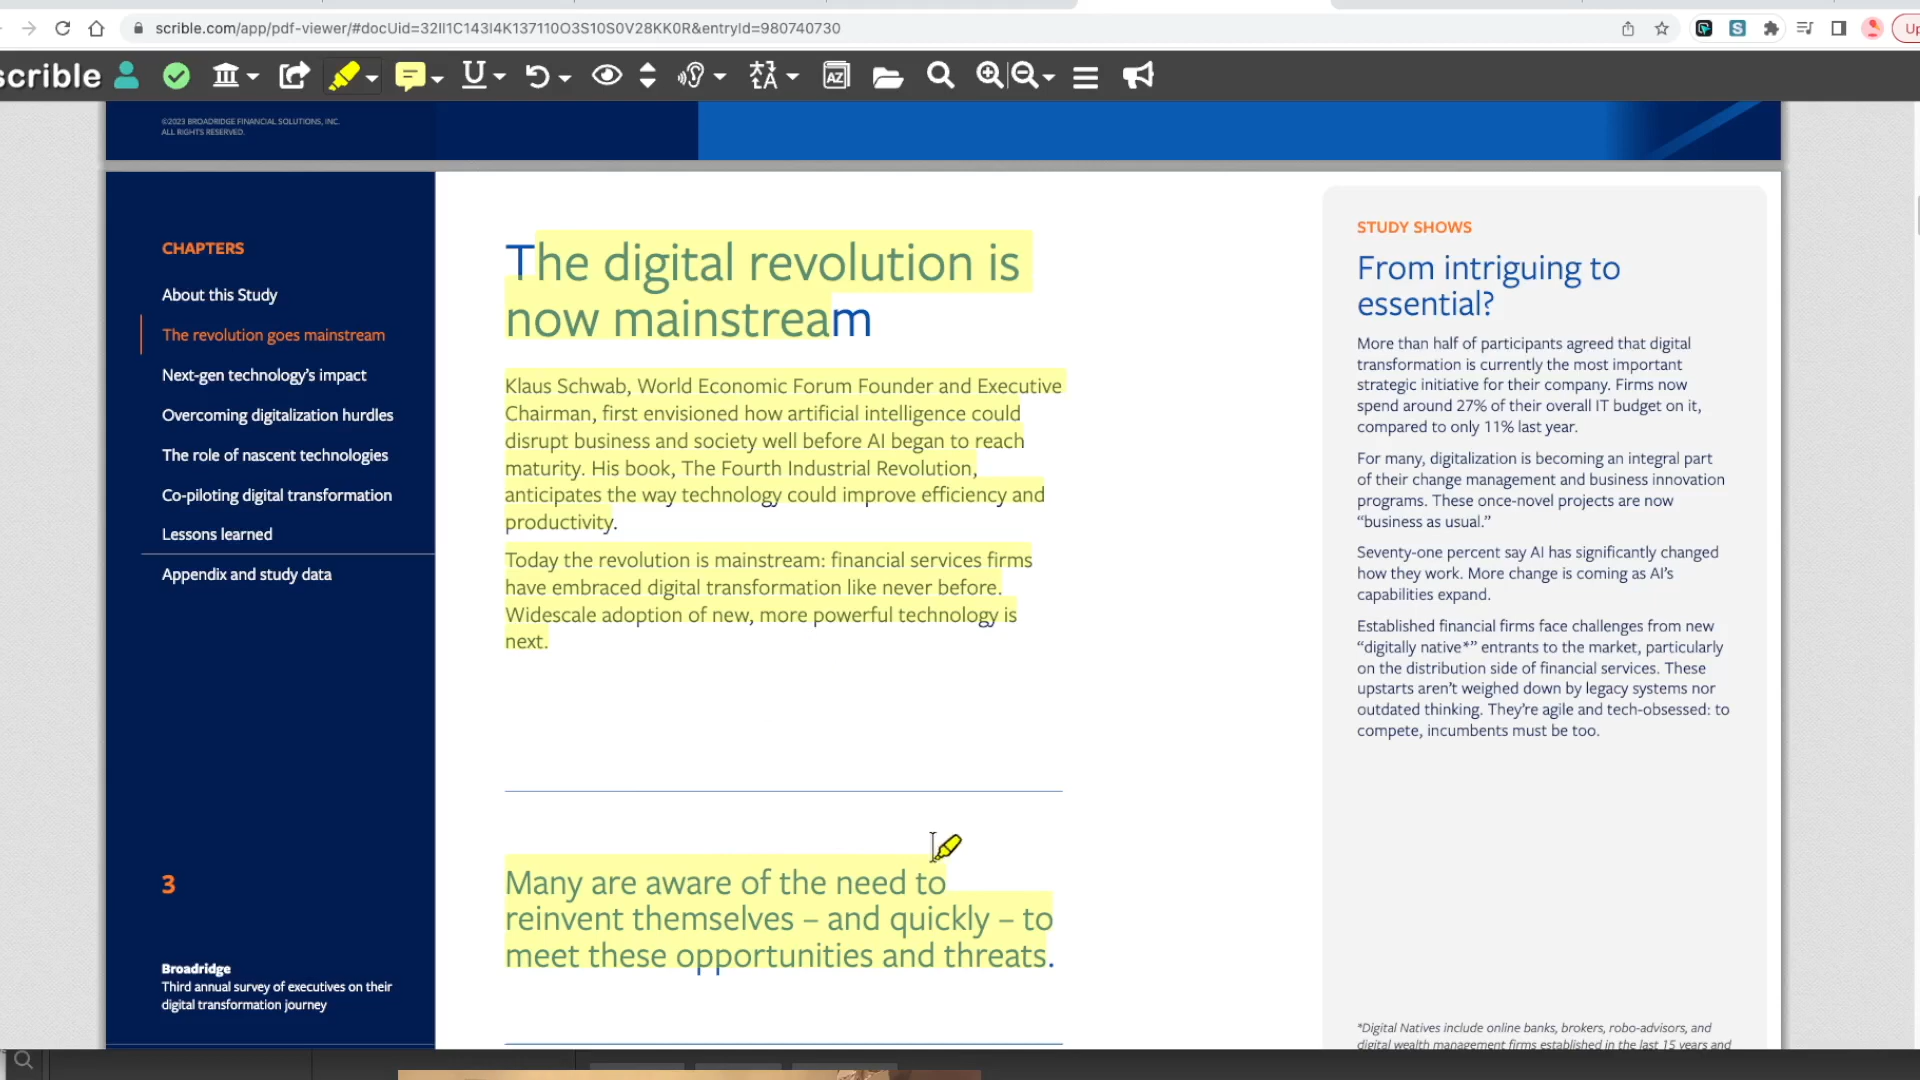 scrible.com/app/pdf-viewer/#docUid=32II1C143I4K137110O3S10S0V28KK0R&entryId=980740730
scrible
AZ
©2023 BROADRIDGE FINANCIAL SOLUTIONS, INC.
ALL RIGHTS RESERVED.
CHAPTERS
About this Study
The revolution goes mainstream
Next-gen technology's impact
Overcoming digitalization hurdles
The role of nascent technologies
Co-piloting digital transformation
Lessons learned
Appendix and study data
3
Broadridge
Third annual survey of executives on their
digital transformation journey
The digital revolution is
now mainstream
Klaus Schwab, World Economic Forum Founder and Executive
Chairman, first envisioned how artificial intelligence could
disrupt business and society well before AI began to reach
maturity. His book, The Fourth Industrial Revolution,
anticipates the way technology could improve efficiency and
productivity.
Today the revolution is mainstream: financial services firms
have embraced digital transformation like never before.
Widescale adoption of new, more powerful technology is
next.
Many are aware of the need to
reinvent themselves – and quickly – to
meet these opportunities and threats.
STUDY SHOWS
From intriguing to
essential?
More than half of participants agreed that digital
transformation is currently the most important
strategic initiative for their company. Firms now
spend around 27% of their overall IT budget on it,
compared to only 11% last year.
For many, digitalization is becoming an integral part
of their change management and business innovation
programs. These once-novel projects are now
“business as usual.”
Seventy-one percent say AI has significantly changed
how they work. More change is coming as AI’s
capabilities expand.
Established financial firms face challenges from new
“digitally native*” entrants to the market, particularly
on the distribution side of financial services. These
upstarts aren’t weighed down by legacy systems nor
outdated thinking. They’re agile and tech-obsessed: to
compete, incumbents must be too.
*Digital Natives include online banks, brokers, robo-advisors, and
digital wealth management firms established in the last 15 years and